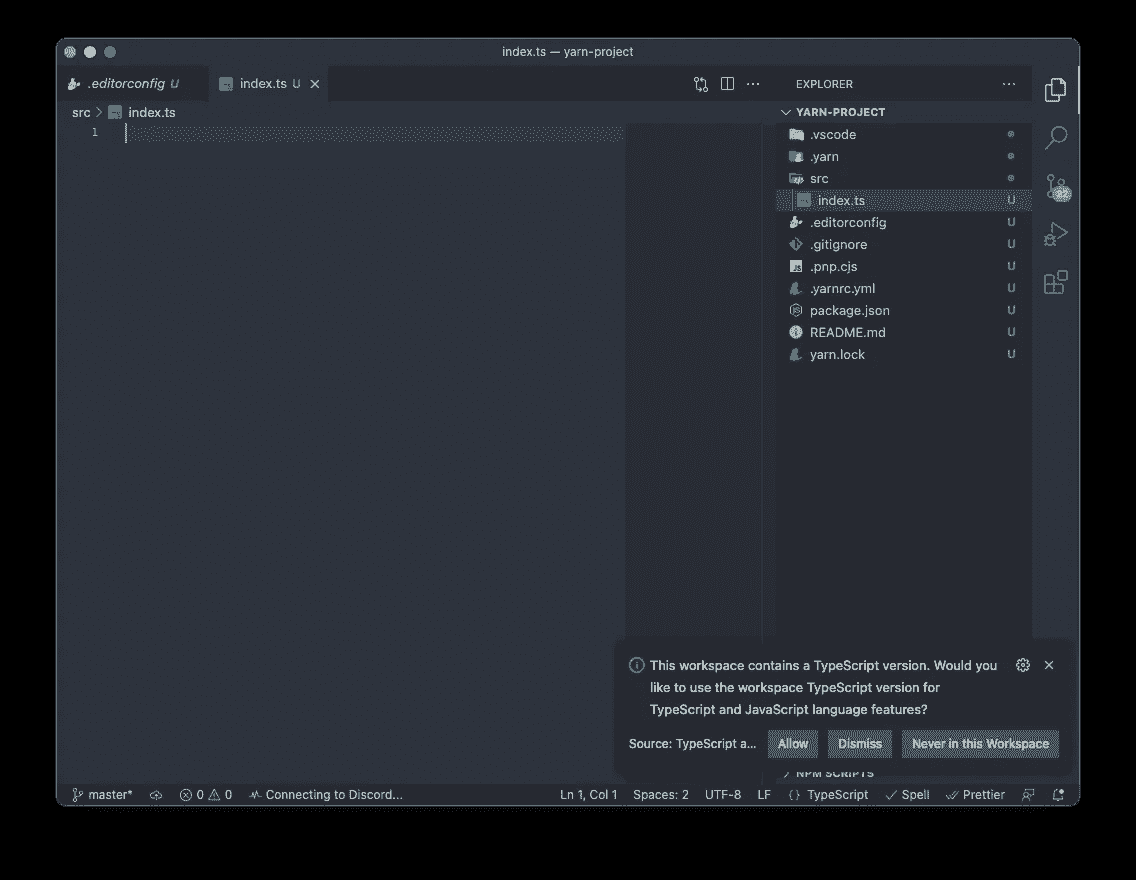 index.ts — yarn-project
.editorconfig U
index.ts U
EXPLORER
src > index.ts
1
YARN-PROJECT
.vscode
.yarn
src
index.ts U
.editorconfig U
.gitignore U
JS .pnp.cjs U
.yarnrc.yml U
package.json U
README.md U
yarn.lock U
This workspace contains a TypeScript version. Would you
like to use the workspace TypeScript version for
TypeScript and JavaScript language features?
Source: TypeScript a... Allow Dismiss Never in this Workspace
NPM SCRIPTS
master* 0 0 Connecting to Discord... Ln 1, Col 1 Spaces: 2 UTF-8 LF {} TypeScript Spell Prettier